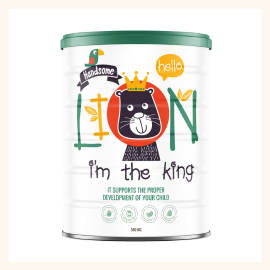 Handsome
hello
LION
i'm the king
IT SUPPORTS THE PROPER
DEVELOPMENT OF YOUR CHILD